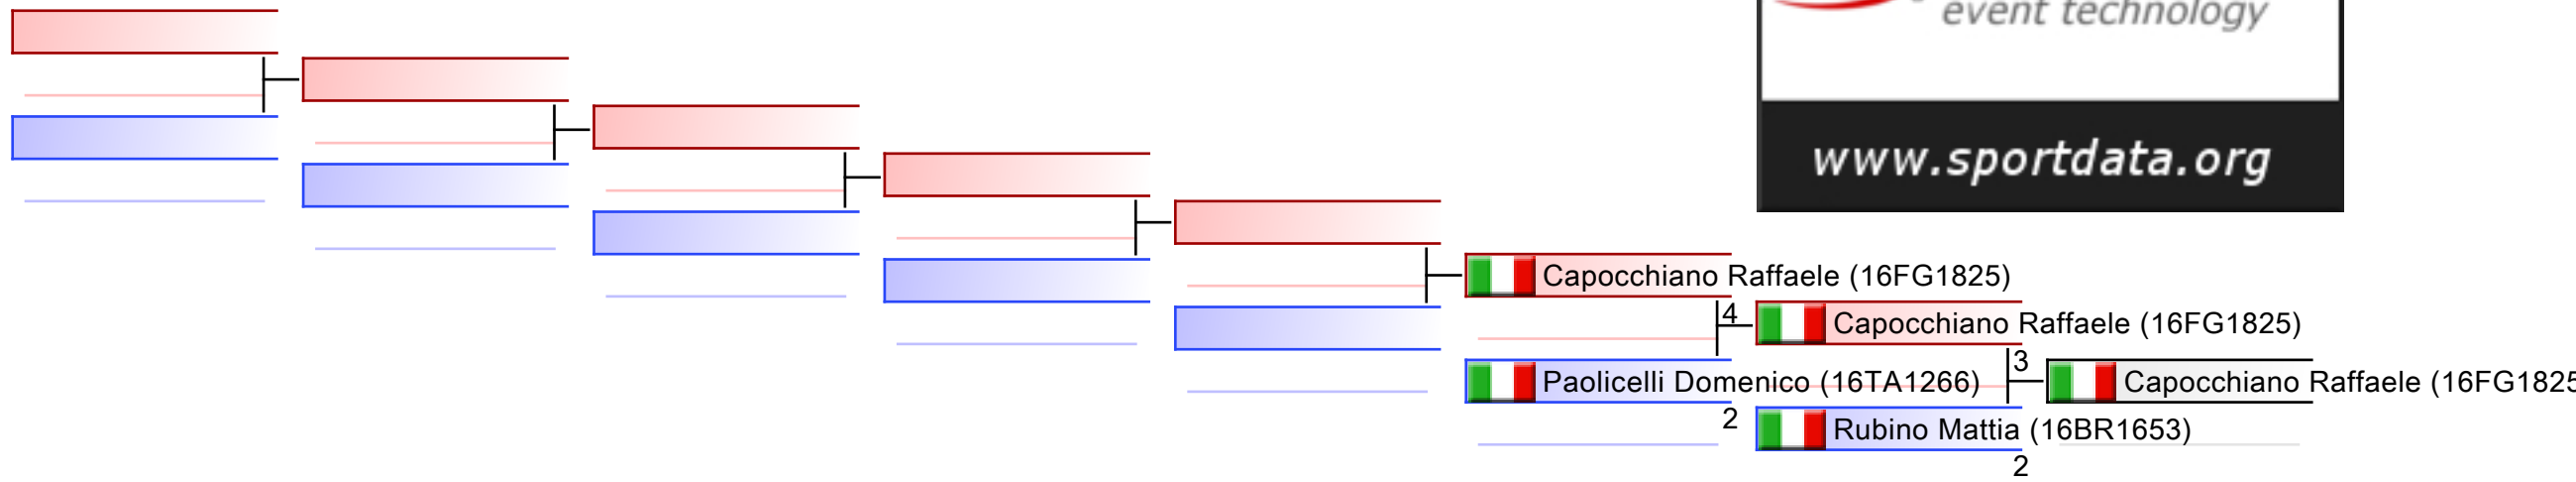 event technology
www.sportdata.org
Capocchiano Raffaele (16FG1825)
4
Capocchiano Raffaele (16FG1825)
Paolicelli Domenico (16TA1266)
3
Capocchiano Raffaele (16FG1825
2
Rubino Mattia (16BR1653)
2